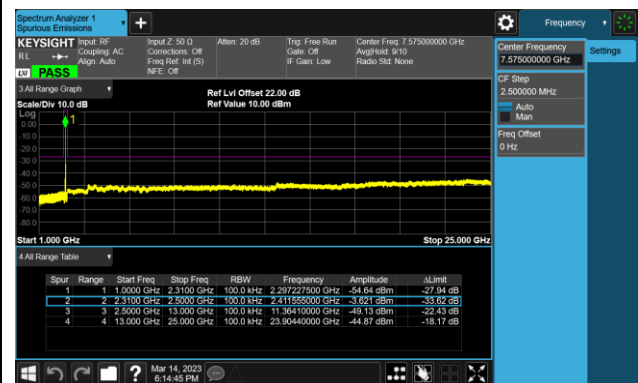 Spectrum Analyzer 1
Spurious Emissions
+
Frequency
KEYSIGHT Input: RF
R L Coupling: AC
Align: Auto
LXI PASS
Input Z: 50 Ω
Corrections: Off
Freq Ref: Int (S)
NFE: Off
Atten: 20 dB
Trig: Free Run
Gate: Off
IF Gain: Low
Center Freq: 7.575000000 GHz
Avg|Hold: 9/10
Radio Std: None
Center Frequency
7.575000000 GHz
Settings
CF Step
2.500000 MHz
Auto
Man
Freq Offset
0 Hz
3 All Range Graph
Ref Lvl Offset 22.00 dB
Scale/Div 10.0 dB
Ref Value 10.00 dBm
Log
1
0.00
-10.0
-20.0
-30.0
-40.0
-50.0
-60.0
-70.0
-80.0
Start 1.000 GHz
Stop 25.000 GHz
4 All Range Table
Spur Range Start Freq Stop Freq RBW Frequency Amplitude ΔLimit
1 1 1.0000 GHz 2.3100 GHz 100.0 kHz 2.297227500 GHz -54.64 dBm -27.94 dB
2 2 2.3100 GHz 2.5000 GHz 100.0 kHz 2.411555000 GHz -3.621 dBm -33.62 dB
3 3 2.5000 GHz 13.000 GHz 100.0 kHz 11.36410000 GHz -49.13 dBm -22.43 dB
4 4 13.000 GHz 25.000 GHz 100.0 kHz 23.90440000 GHz -44.87 dBm -18.17 dB
?
Mar 14, 2023
6:14:45 PM